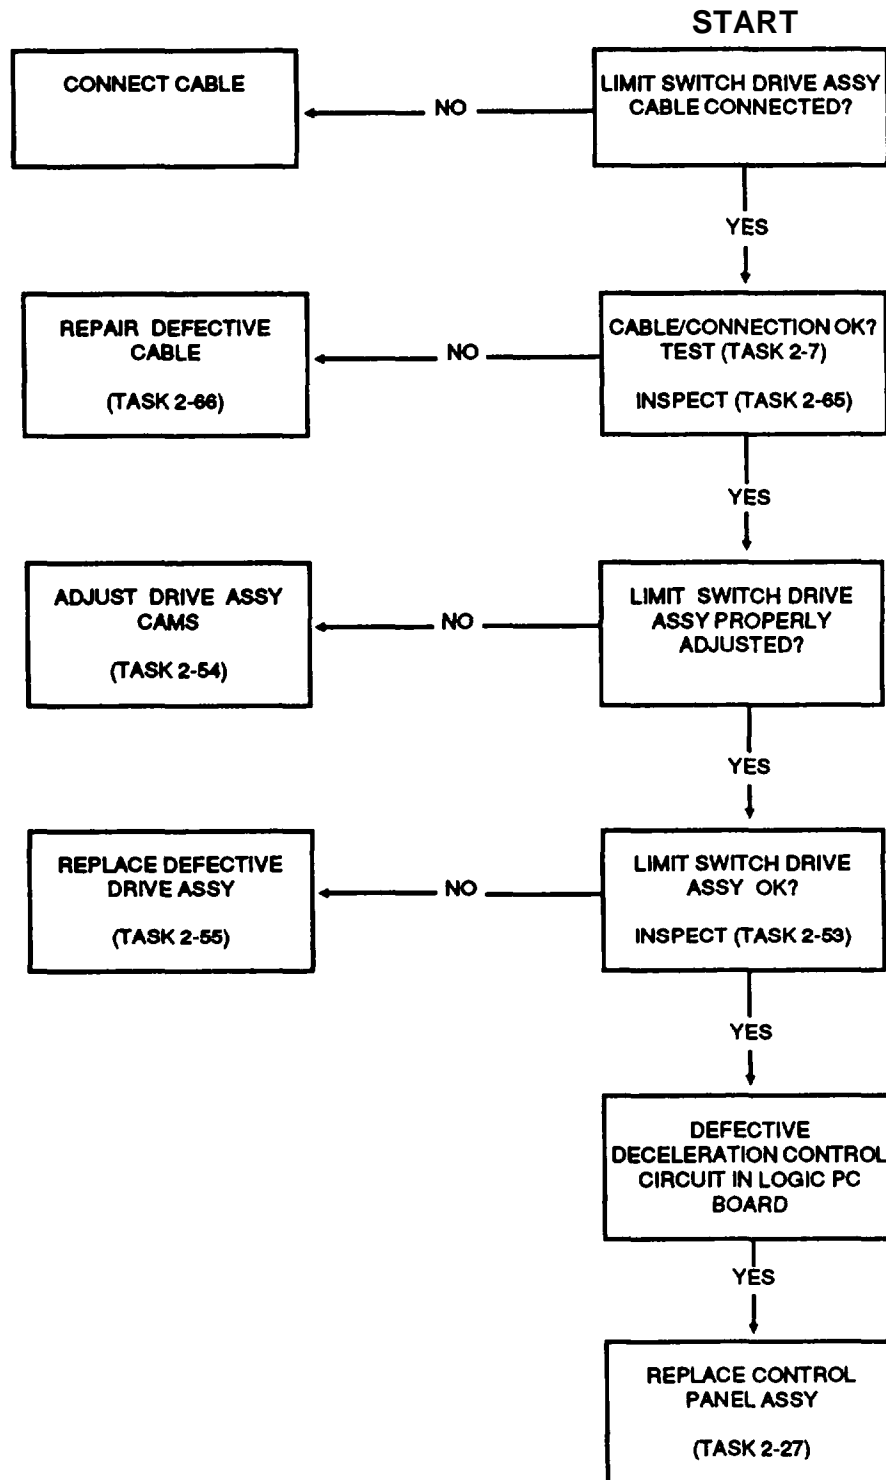 START
LIMIT SWITCH DRIVE ASSY
CABLE CONNECTED?
NO
CONNECT CABLE
YES
CABLE/CONNECTION OK?
TEST (TASK 2-7)
INSPECT (TASK 2-65)
NO
REPAIR DEFECTIVE
CABLE
(TASK 2-66)
YES
LIMIT SWITCH DRIVE
ASSY PROPERLY
ADJUSTED?
NO
ADJUST DRIVE ASSY
CAMS
(TASK 2-54)
YES
LIMIT SWITCH DRIVE
ASSY OK?
INSPECT (TASK 2-53)
NO
REPLACE DEFECTIVE
DRIVE ASSY
(TASK 2-55)
YES
DEFECTIVE
DECELERATION CONTROL
CIRCUIT IN LOGIC PC
BOARD
YES
REPLACE CONTROL
PANEL ASSY
(TASK 2-27)